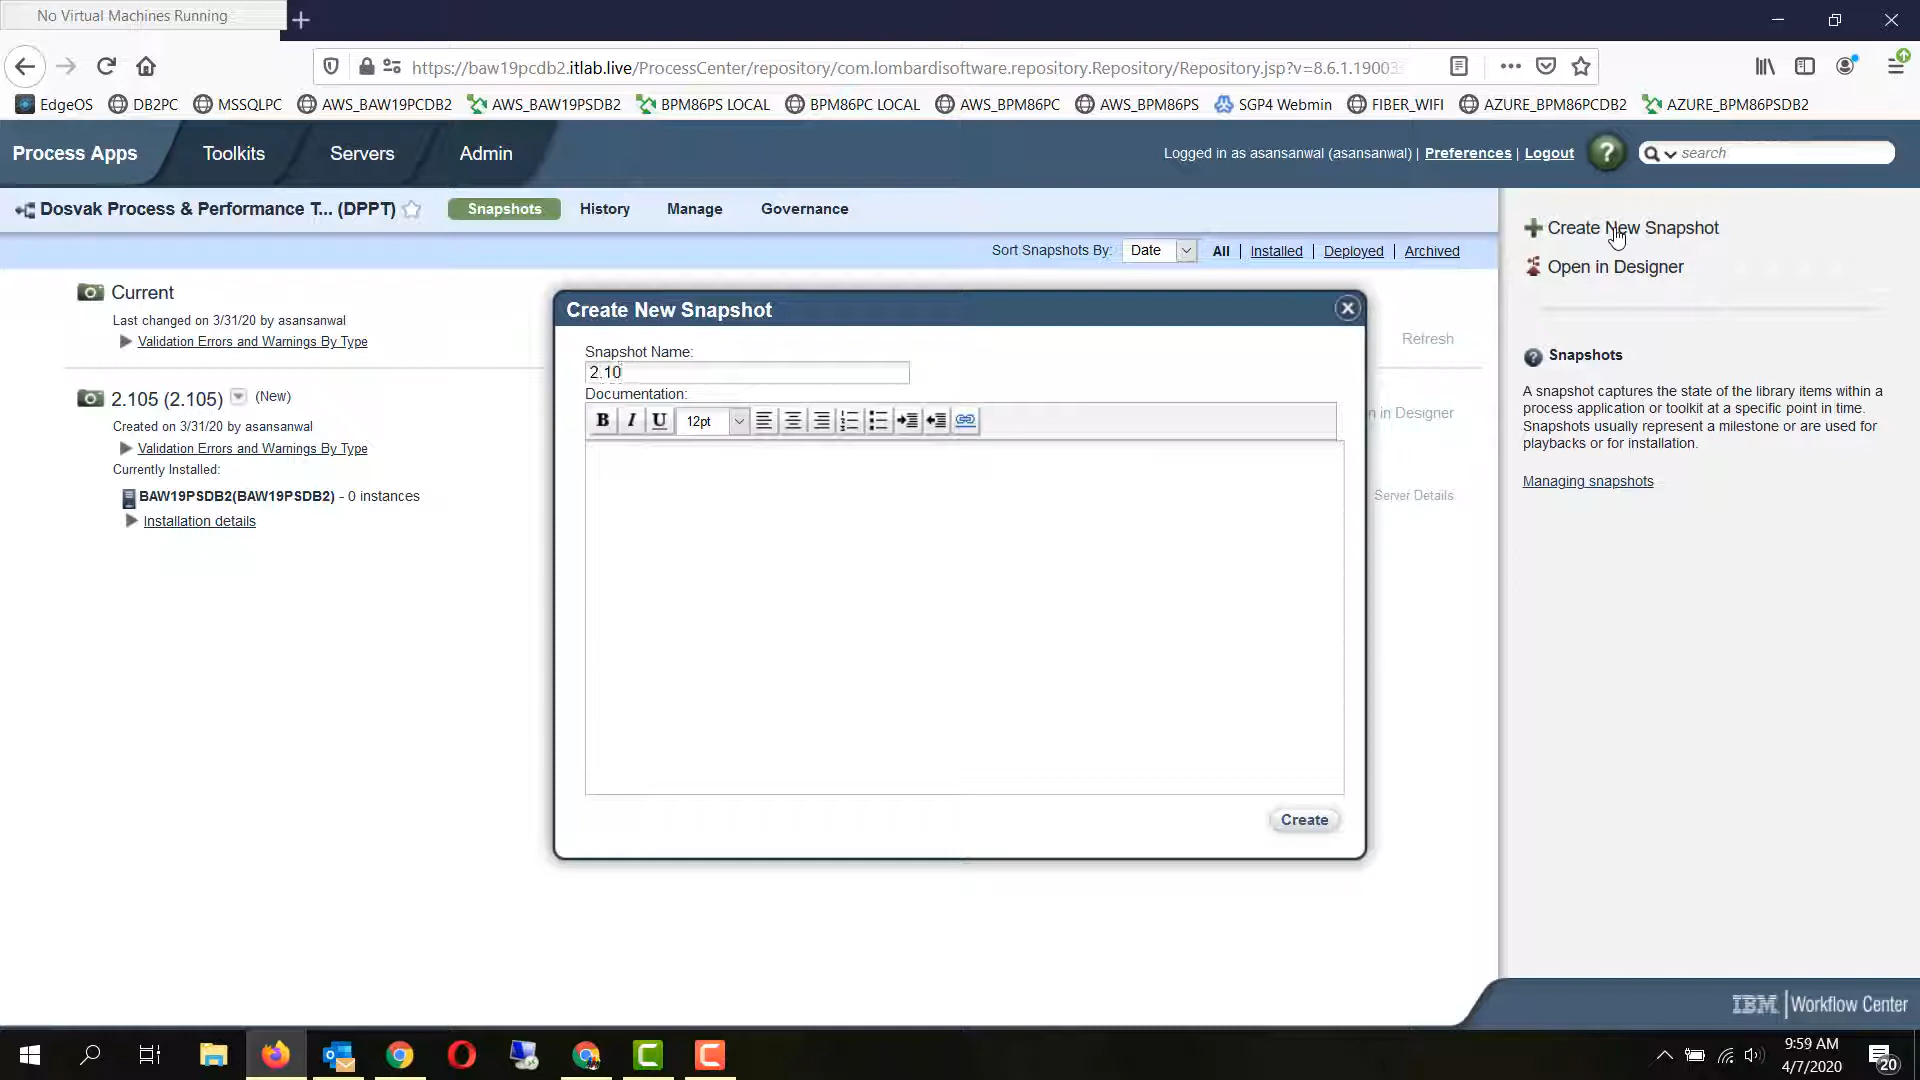 No Virtual Machines Running
https://baw19pcdb2.itlab.live/ProcessCenter/repository/com.lombardisoftware.repository.Repository/Repository.jsp?v=8.6.1.1900
EdgeOS DB2PC MSSQLPC AWS_BAW19PCDB2 AWS_BAW19PSDB2 BPM86PS LOCAL BPM86PC LOCAL AWS_BPM86PC AWS_BPM86PS SGP4 Webmin FIBER_WIFI AZURE_BPM86PCDB2 AZURE_BPM86PSDB2
Process Apps Toolkits Servers Admin Logged in as asansanwal (asansanwal) | Preferences | Logout ? search
Dosvak Process & Performance T... (DPPT) Snapshots History Manage Governance
Sort Snapshots By: Date All | Installed | Deployed | Archived
Current
Last changed on 3/31/20 by asansanwal
Validation Errors and Warnings By Type
Refresh
2.105 (2.105) (New)
Created on 3/31/20 by asansanwal
Validation Errors and Warnings By Type
n in Designer
Currently Installed:
BAW19PSDB2(BAW19PSDB2) - 0 instances
Server Details
Installation details
Create New Snapshot
Snapshot Name:
2.10
Documentation:
B I U 12pt
Create
Create New Snapshot
Open in Designer
? Snapshots
A snapshot captures the state of the library items within a
process application or toolkit at a specific point in time.
Snapshots usually represent a milestone or are used for
playbacks or for installation.
Managing snapshots
IBM | Workflow Center
9:59 AM
4/7/2020
20